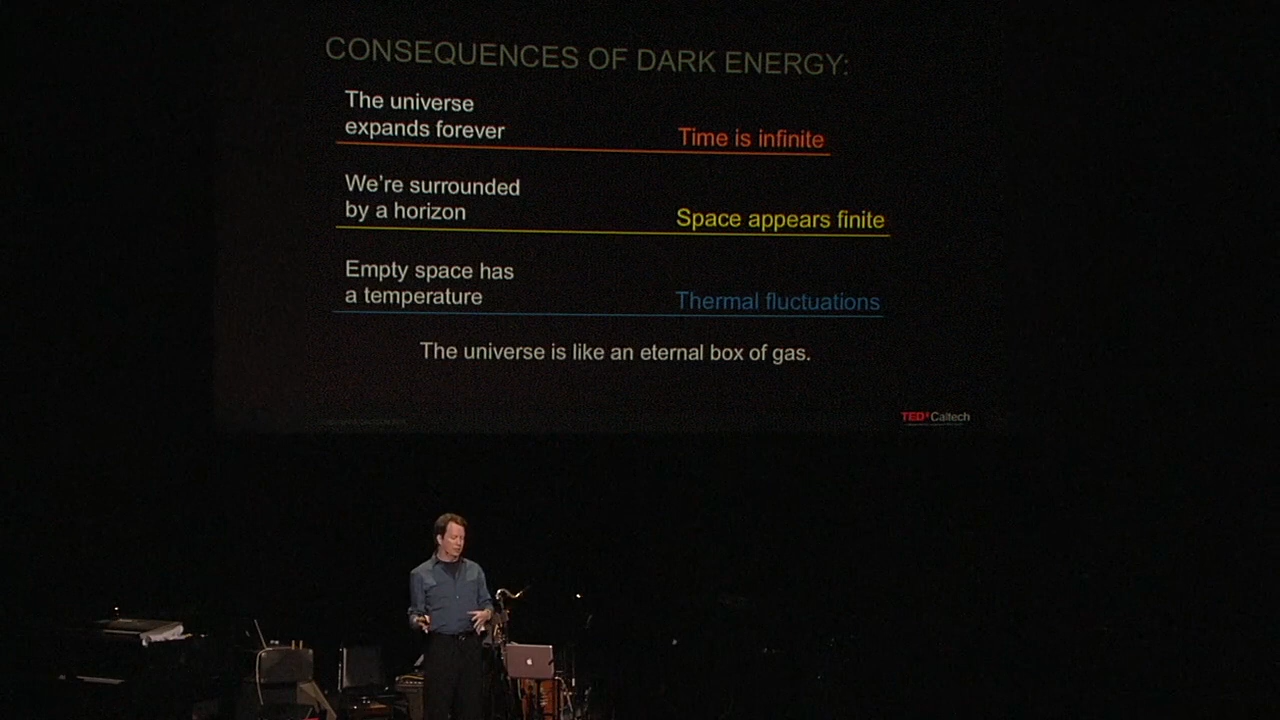 CONSEQUENCES OF DARK ENERGY:
The universe
expands forever
Time is infinite
We're surrounded
by a horizon
Space appears finite
Empty space has
a temperature
Thermal fluctuations
The universe is like an eternal box of gas.
TEDxCaltech